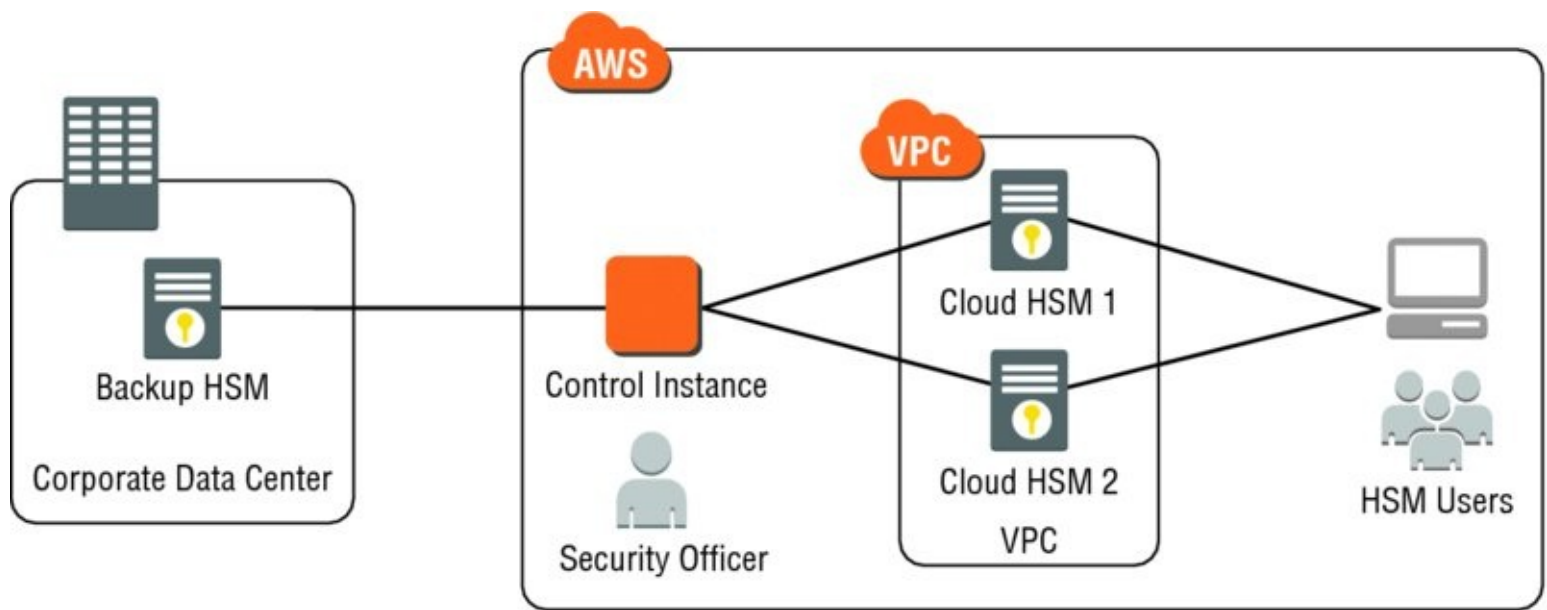 AWS
VPC
Cloud HSM 1
Backup HSM
Control Instance
Corporate Data Center
Cloud HSM 2
HSM Users
Security Officer
VPC